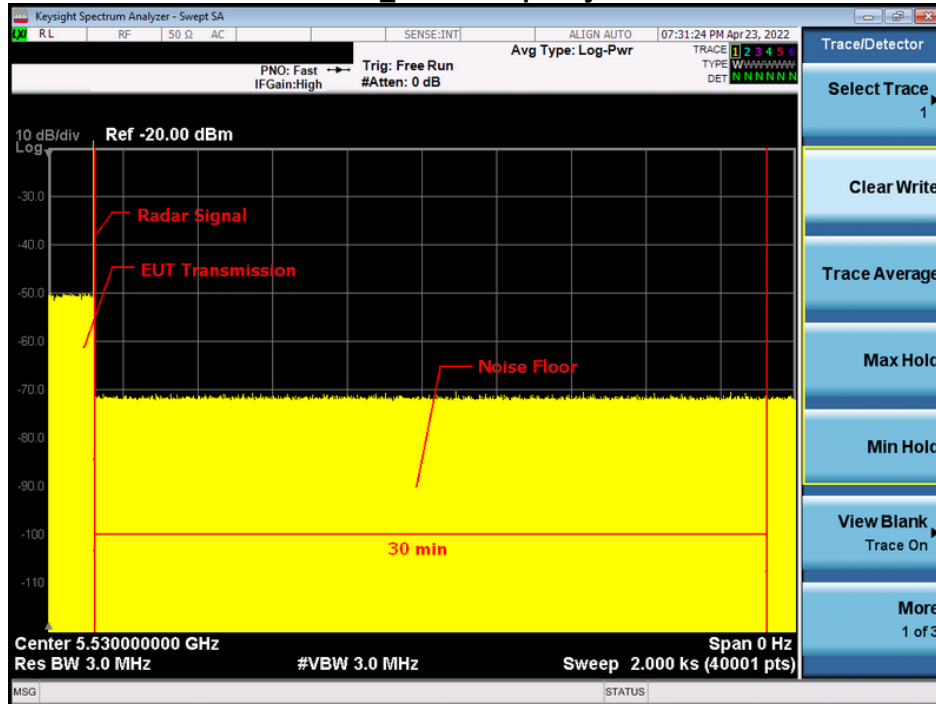 Keysight Spectrum Analyzer - Swept SA
LXI RL RF 50 Ω AC SENSE:INT ALIGN AUTO 07:31:24 PM Apr 23, 2022
Avg Type: Log-Pwr TRACE 1 2 3 4 5 6
PNO: Fast Trig: Free Run TYPE WWWWWW
IFGain:High #Atten: 0 dB DET N N N N N N
Trace/Detector
Select Trace
1
10 dB/div Ref -20.00 dBm
Log
-30.0
-40.0
-50.0
-60.0
-70.0
-80.0
-90.0
-100
-110
Radar Signal
EUT Transmission
Noise Floor
30 min
Clear Write
Trace Average
Max Hold
Min Hold
View Blank
Trace On
More
1 of 3
Center 5.530000000 GHz Span 0 Hz
Res BW 3.0 MHz #VBW 3.0 MHz Sweep 2.000 ks (40001 pts)
MSG STATUS